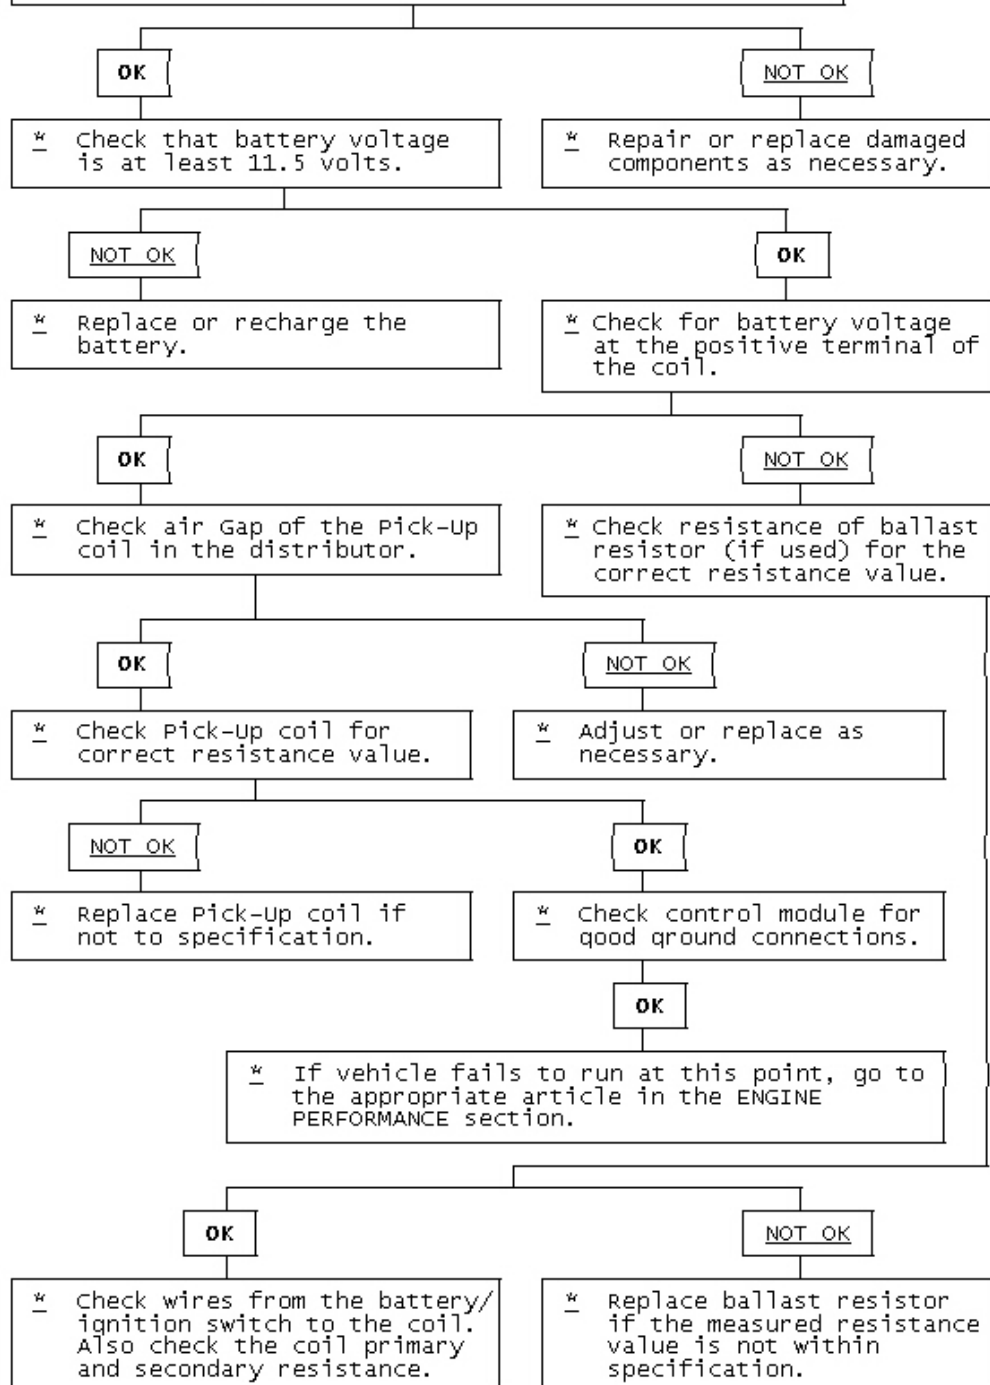 OK
NOT OK
* Check that battery voltage
is at least 11.5 volts.
* Repair or replace damaged
components as necessary.
NOT OK
OK
* Replace or recharge the
battery.
* Check for battery voltage
at the positive terminal of
the coil.
OK
NOT OK
* Check air Gap of the Pick-Up
coil in the distributor.
* Check resistance of ballast
resistor (if used) for the
correct resistance value.
OK
NOT OK
* Check Pick-Up coil for
correct resistance value.
* Adjust or replace as
necessary.
NOT OK
OK
* Replace Pick-Up coil if
not to specification.
* Check control module for
good ground connections.
OK
* If vehicle fails to run at this point, go to
the appropriate article in the ENGINE
PERFORMANCE section.
OK
NOT OK
* Check wires from the battery/
ignition switch to the coil.
Also check the coil primary
and secondary resistance.
* Replace ballast resistor
if the measured resistance
value is not within
specification.